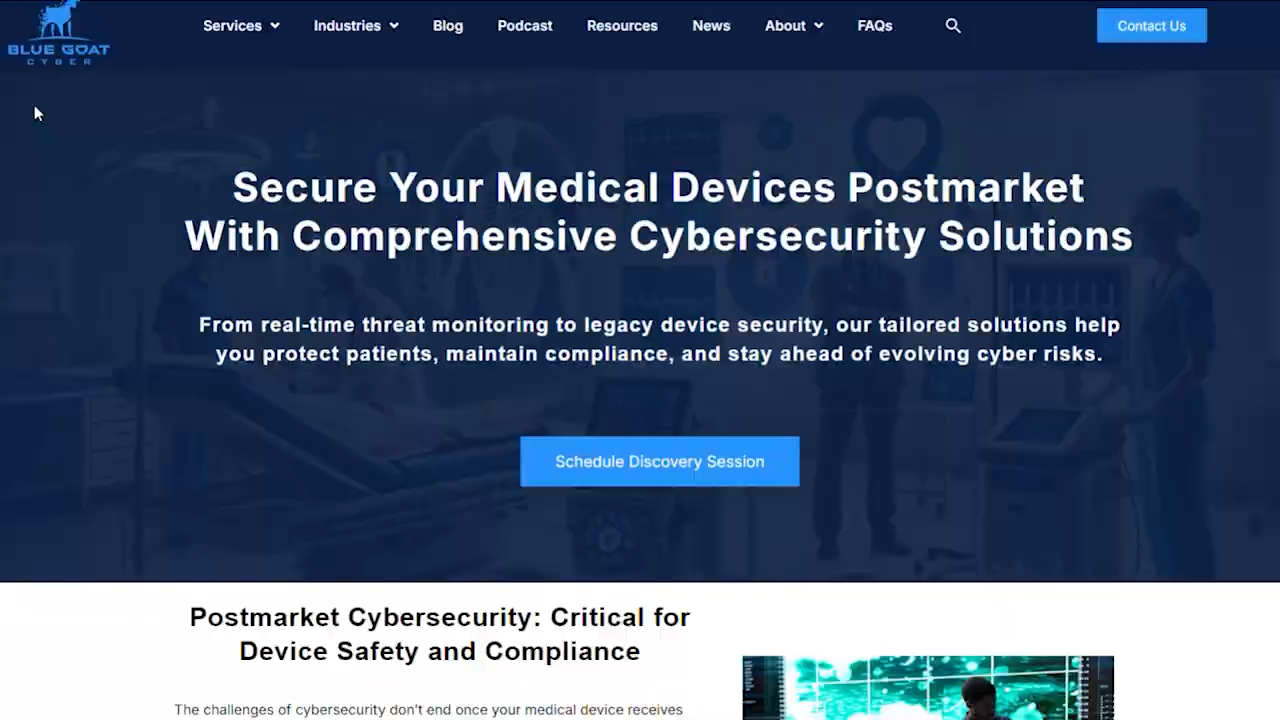 BLUE GOAT
CYBER
Services
Industries
Blog
Podcast
Resources
News
About
FAQs
Contact Us
Secure Your Medical Devices Postmarket
With Comprehensive Cybersecurity Solutions
From real-time threat monitoring to legacy device security, our tailored solutions help
you protect patients, maintain compliance, and stay ahead of evolving cyber risks.
Schedule Discovery Session
Postmarket Cybersecurity: Critical for
Device Safety and Compliance
The challenges of cybersecurity don't end once your medical device receives